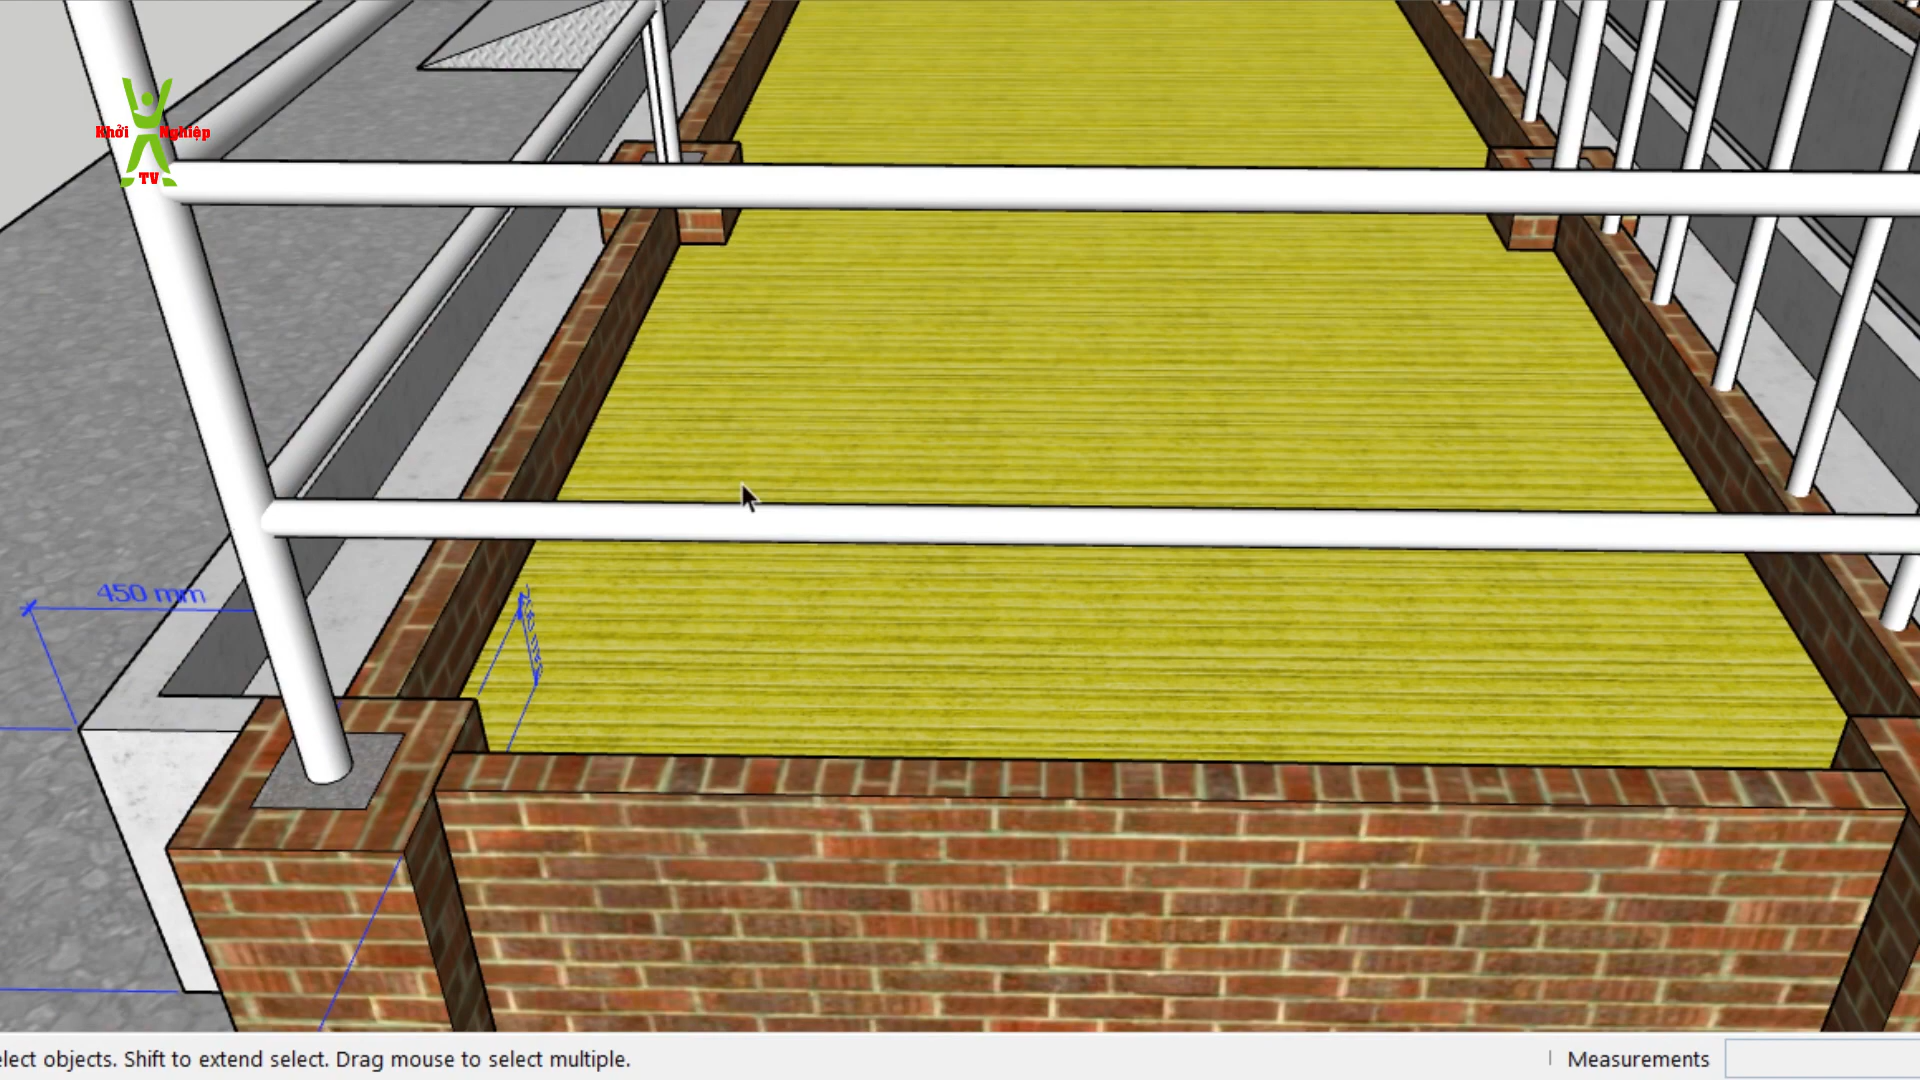 Khởi Nghiệp
TV
450 mm
elect objects. Shift to extend select. Drag mouse to select multiple.
Measurements